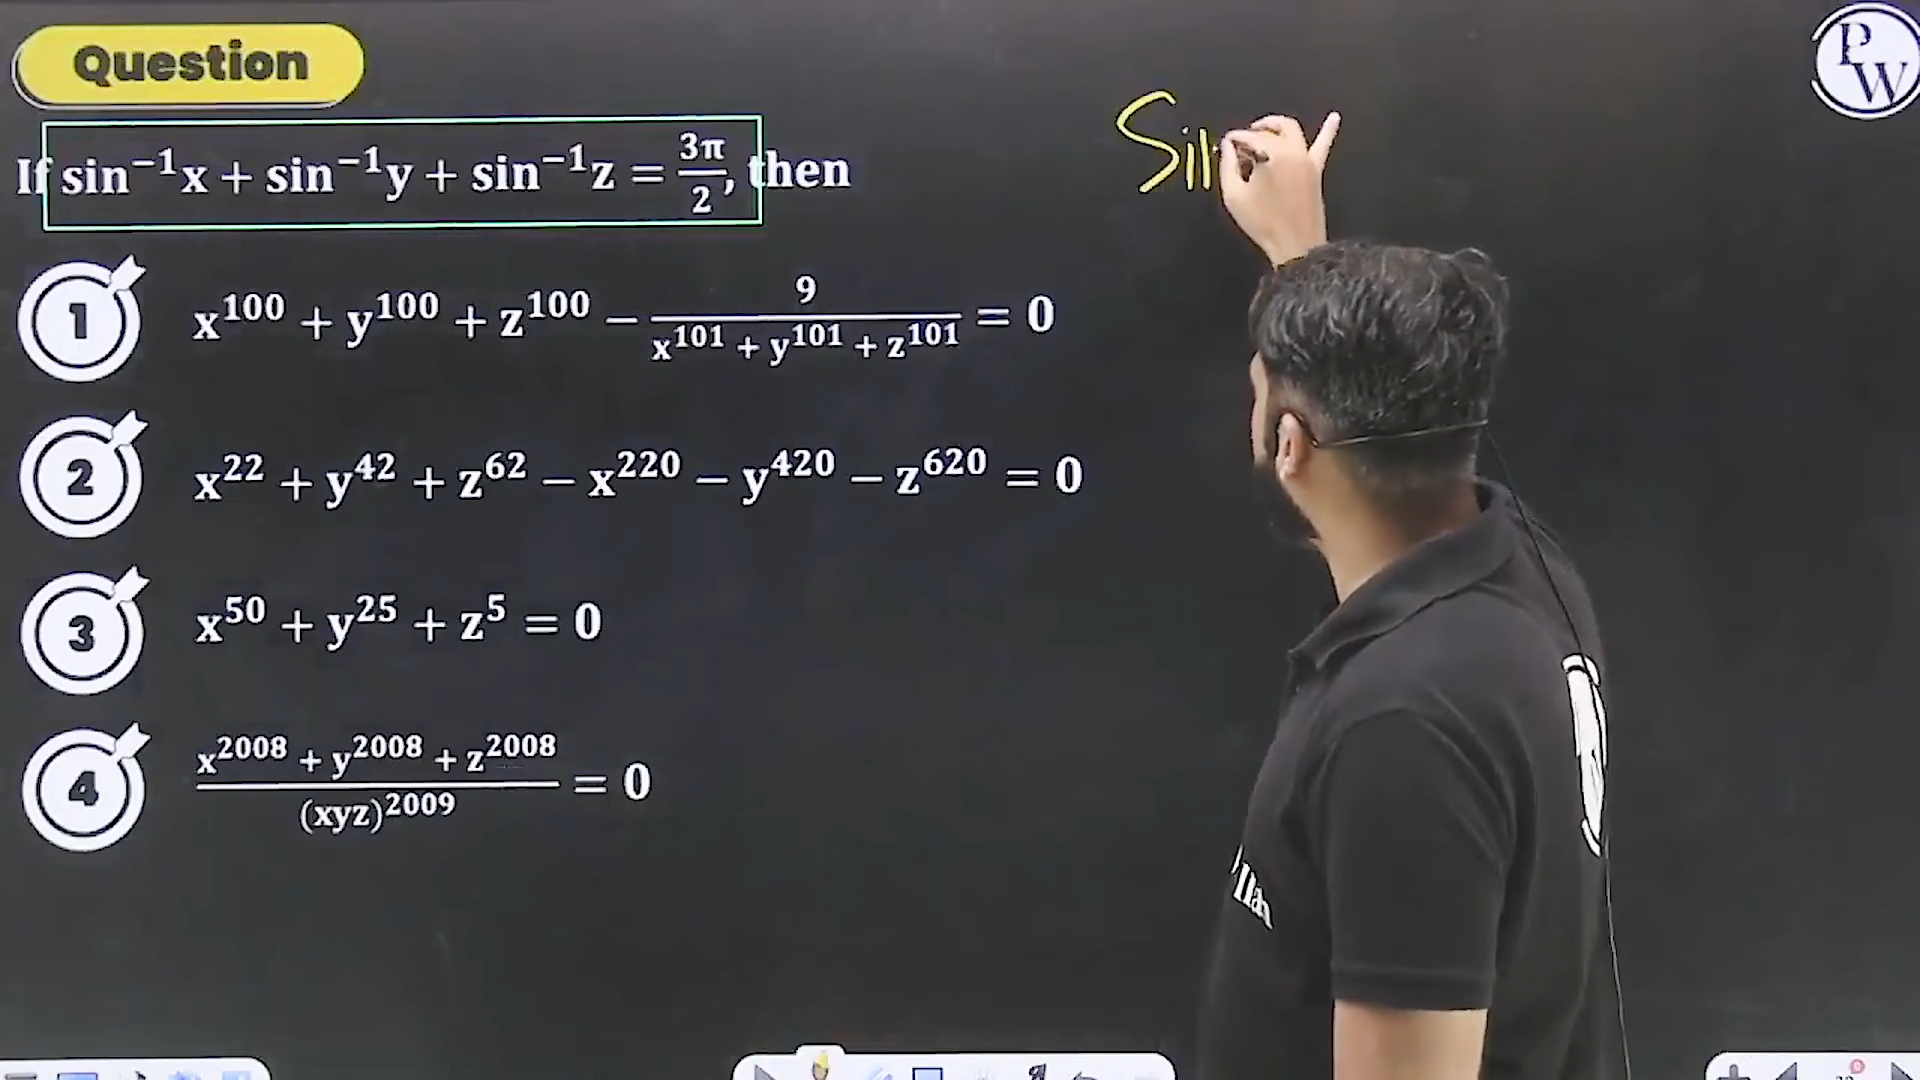 Question
PW
If sin⁻¹x + sin⁻¹y + sin⁻¹z = 3π/2, then
1 x¹⁰⁰ + y¹⁰⁰ + z¹⁰⁰ − 9/(x¹⁰¹ + y¹⁰¹ + z¹⁰¹) = 0
2 x²² + y⁴² + z⁶² − x²²⁰ − y⁴²⁰ − z⁶²⁰ = 0
3 x⁵⁰ + y²⁵ + z⁵ = 0
4 (x²⁰⁰⁸ + y²⁰⁰⁸ + z²⁰⁰⁸)/(xyz)²⁰⁰⁹ = 0